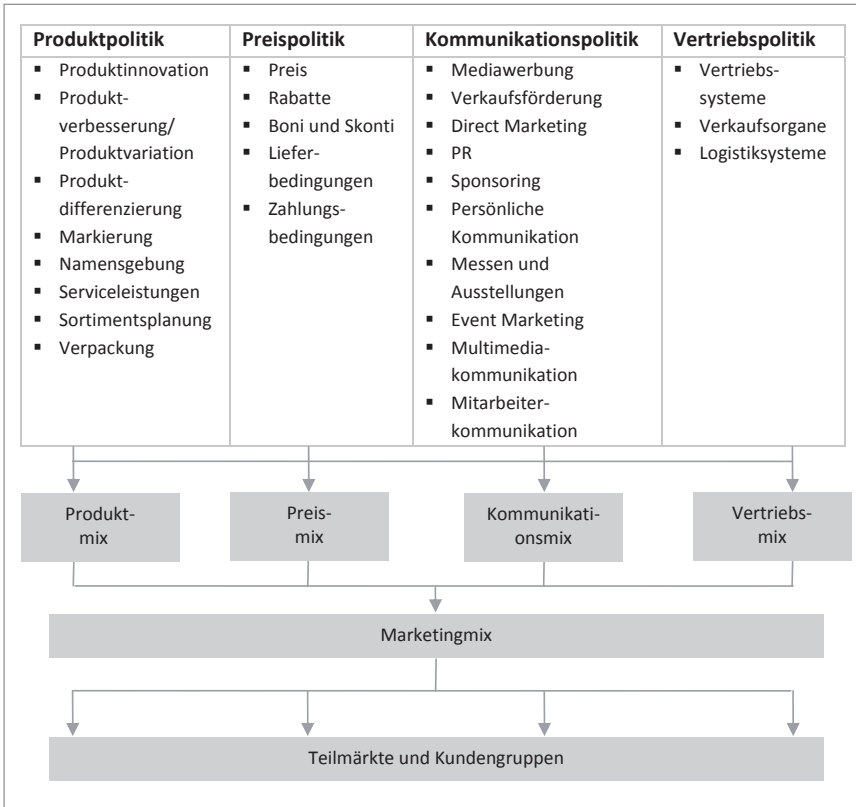 Produktpolitik
▪ Produktinnovation
▪ Produkt-
verbesserung/
Produktvariation
▪ Produkt-
differenzierung
▪ Markierung
▪ Namensgebung
▪ Serviceleistungen
▪ Sortimentsplanung
▪ Verpackung
Preispolitik
▪ Preis
▪ Rabatte
▪ Boni und Skonti
▪ Liefer-
bedingungen
▪ Zahlungs-
bedingungen
Kommunikationspolitik
▪ Mediawerbung
▪ Verkaufsförderung
▪ Direct Marketing
▪ PR
▪ Sponsoring
▪ Persönliche
Kommunikation
▪ Messen und
Ausstellungen
▪ Event Marketing
▪ Multimedia-
kommunikation
▪ Mitarbeiter-
kommunikation
Vertriebspolitik
▪ Vertriebs-
systeme
▪ Verkaufsorgane
▪ Logistiksysteme
Produkt-
mix
Preis-
mix
Kommunikati-
onsmix
Vertriebs-
mix
Marketingmix
Teilmärkte und Kundengruppen